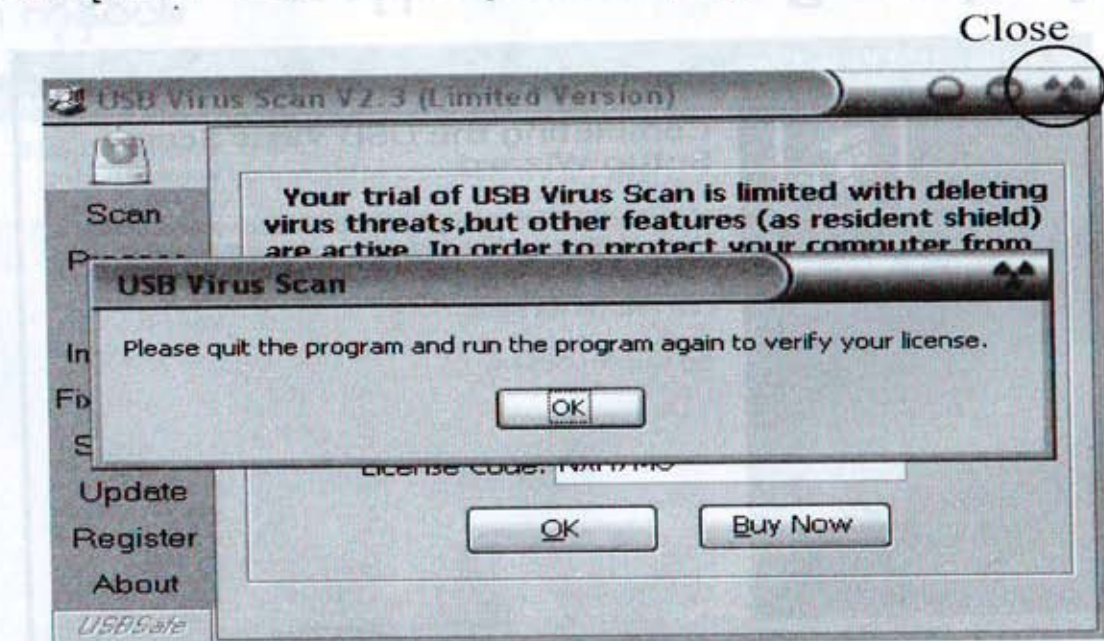 Close
USB Virus Scan V2.3 (Limited Version)
Scan
Your trial of USB Virus Scan is limited with deleting
virus threats,but other features (as resident shield)
are active. In order to protect your computer from
USB Virus Scan
Please quit the program and run the program again to verify your license.
OK
License Code:
Update
OK
Buy Now
Register
About
USBSafe